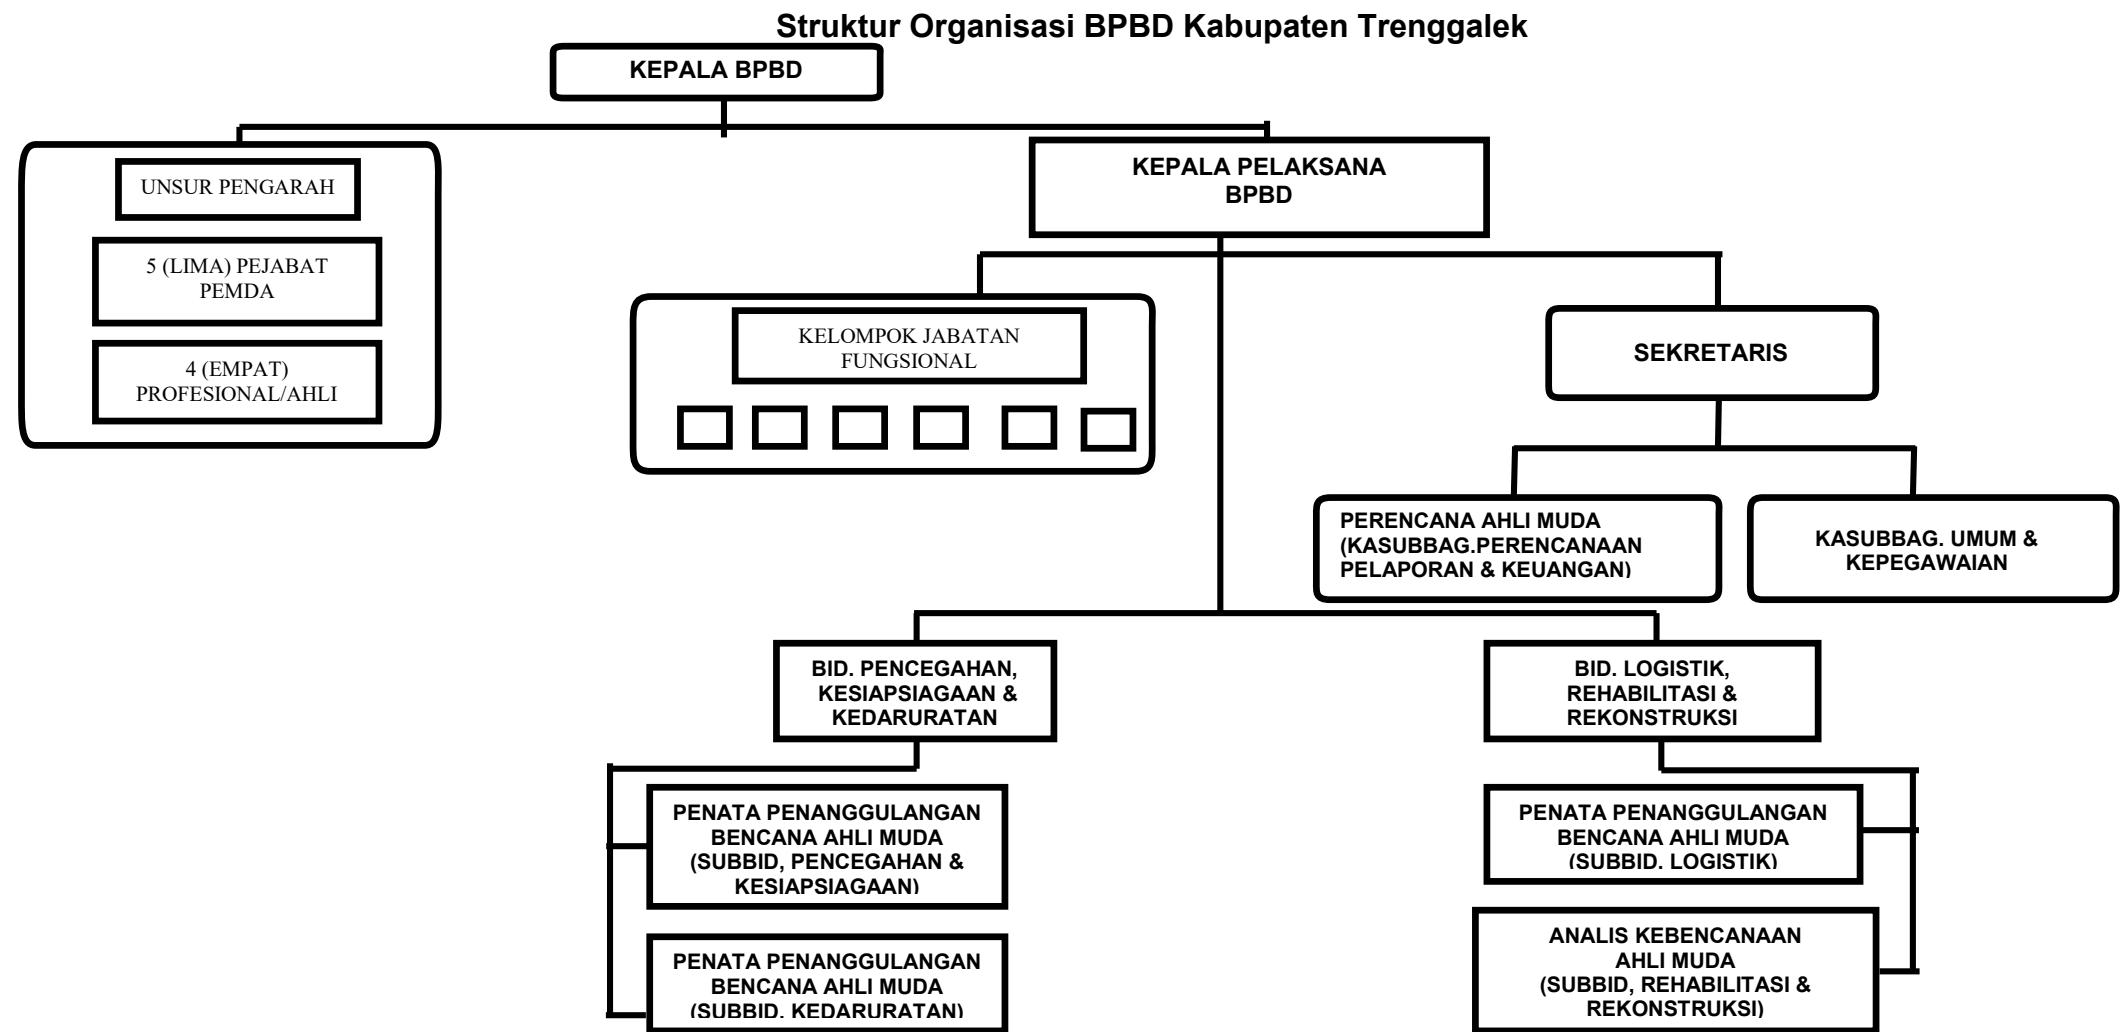 Struktur Organisasi BPBD Kabupaten Trenggalek
KEPALA BPBD
UNSUR PENGARAH
5 (LIMA) PEJABAT
PEMDA
4 (EMPAT)
PROFESIONAL/AHLI
KEPALA PELAKSANA
BPBD
KELOMPOK JABATAN
FUNGSIONAL
SEKRETARIS
PERENCANA AHLI MUDA
(KASUBBAG.PERENCANAAN
PELAPORAN & KEUANGAN)
KASUBBAG. UMUM &
KEPEGAWAIAN
BID. PENCEGAHAN,
KESIAPSIAGAAN &
KEDARURATAN
BID. LOGISTIK,
REHABILITASI &
REKONSTRUKSI
PENATA PENANGGULANGAN
BENCANA AHLI MUDA
(SUBBID, PENCEGAHAN &
KESIAPSIAGAAN)
PENATA PENANGGULANGAN
BENCANA AHLI MUDA
(SUBBID. KEDARURATAN)
PENATA PENANGGULANGAN
BENCANA AHLI MUDA
(SUBBID. LOGISTIK)
ANALIS KEBENCANAAN
AHLI MUDA
(SUBBID, REHABILITASI &
REKONSTRUKSI)